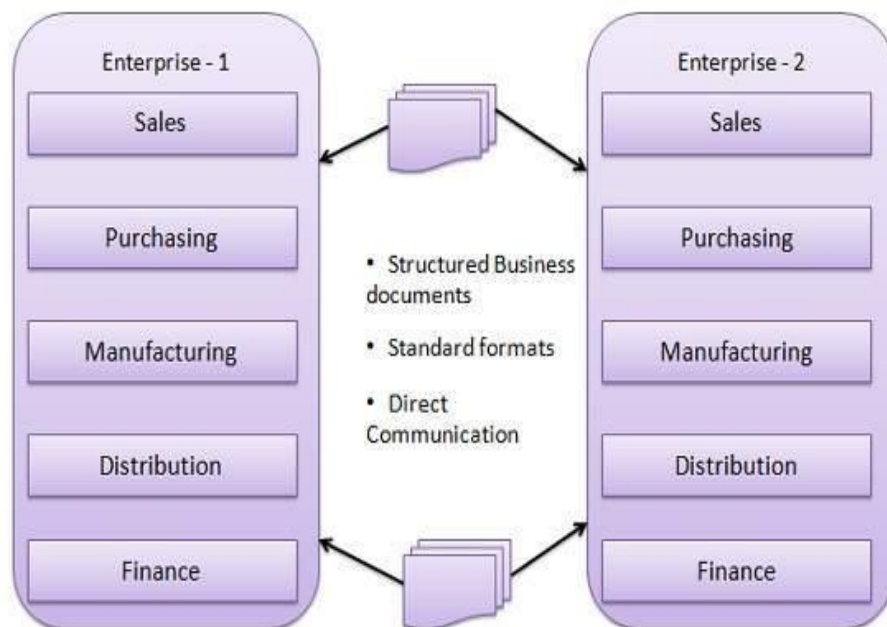 Enterprise - 1
Sales
Purchasing
Manufacturing
Distribution
Finance
• Structured Business
documents
• Standard formats
• Direct
Communication
Enterprise - 2
Sales
Purchasing
Manufacturing
Distribution
Finance